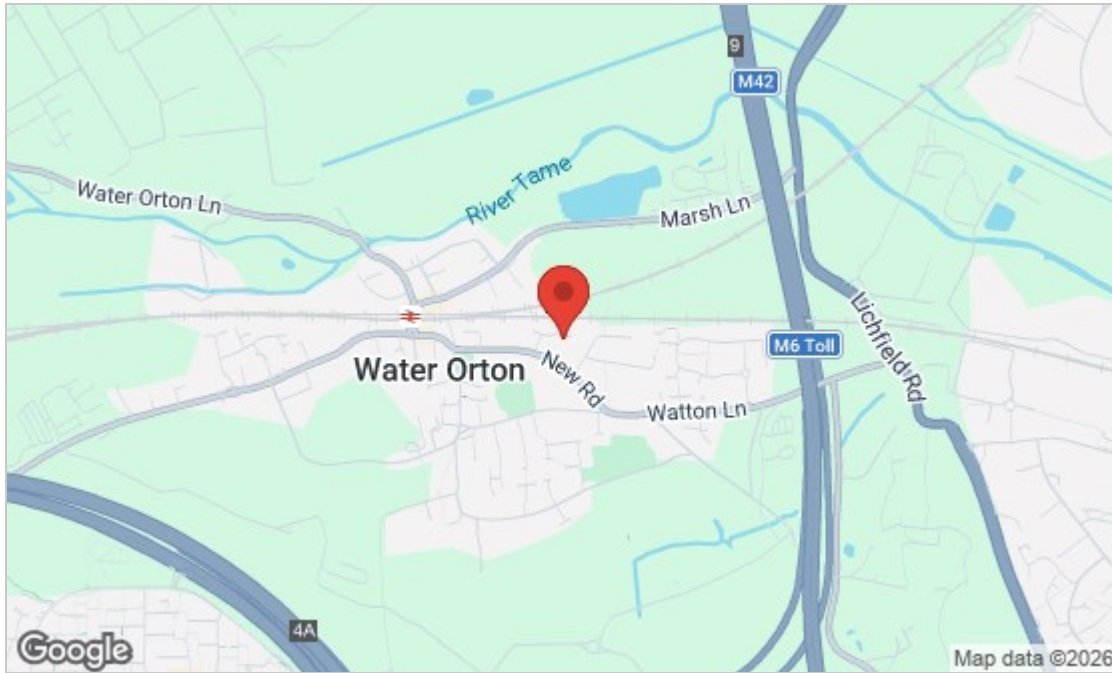 9
M42
Water Orton Ln
River Tame
Marsh Ln
Lichfield Rd
M6 Toll
Water Orton
New Rd
Watton Ln
4A
Google
Map data ©2026